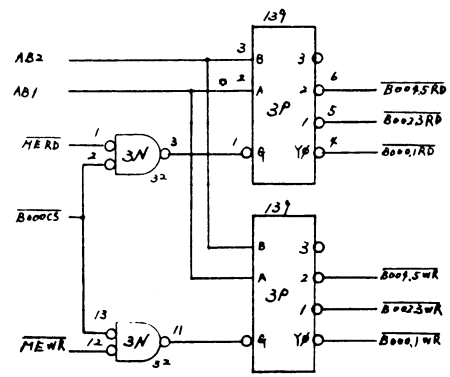 139
AB2 3 B 3
AB1 2 A 2 6 B004,5RD
3P
1 5 B002,3RD
MERD 1 3N 3 1 G YØ 4 B000,1RD
2
32
B000CS
139
B 3
A 2 B004,5WR
3P
13 1 B002,3WR
MEWR 12 3N 11 G YØ B000,1WR
32